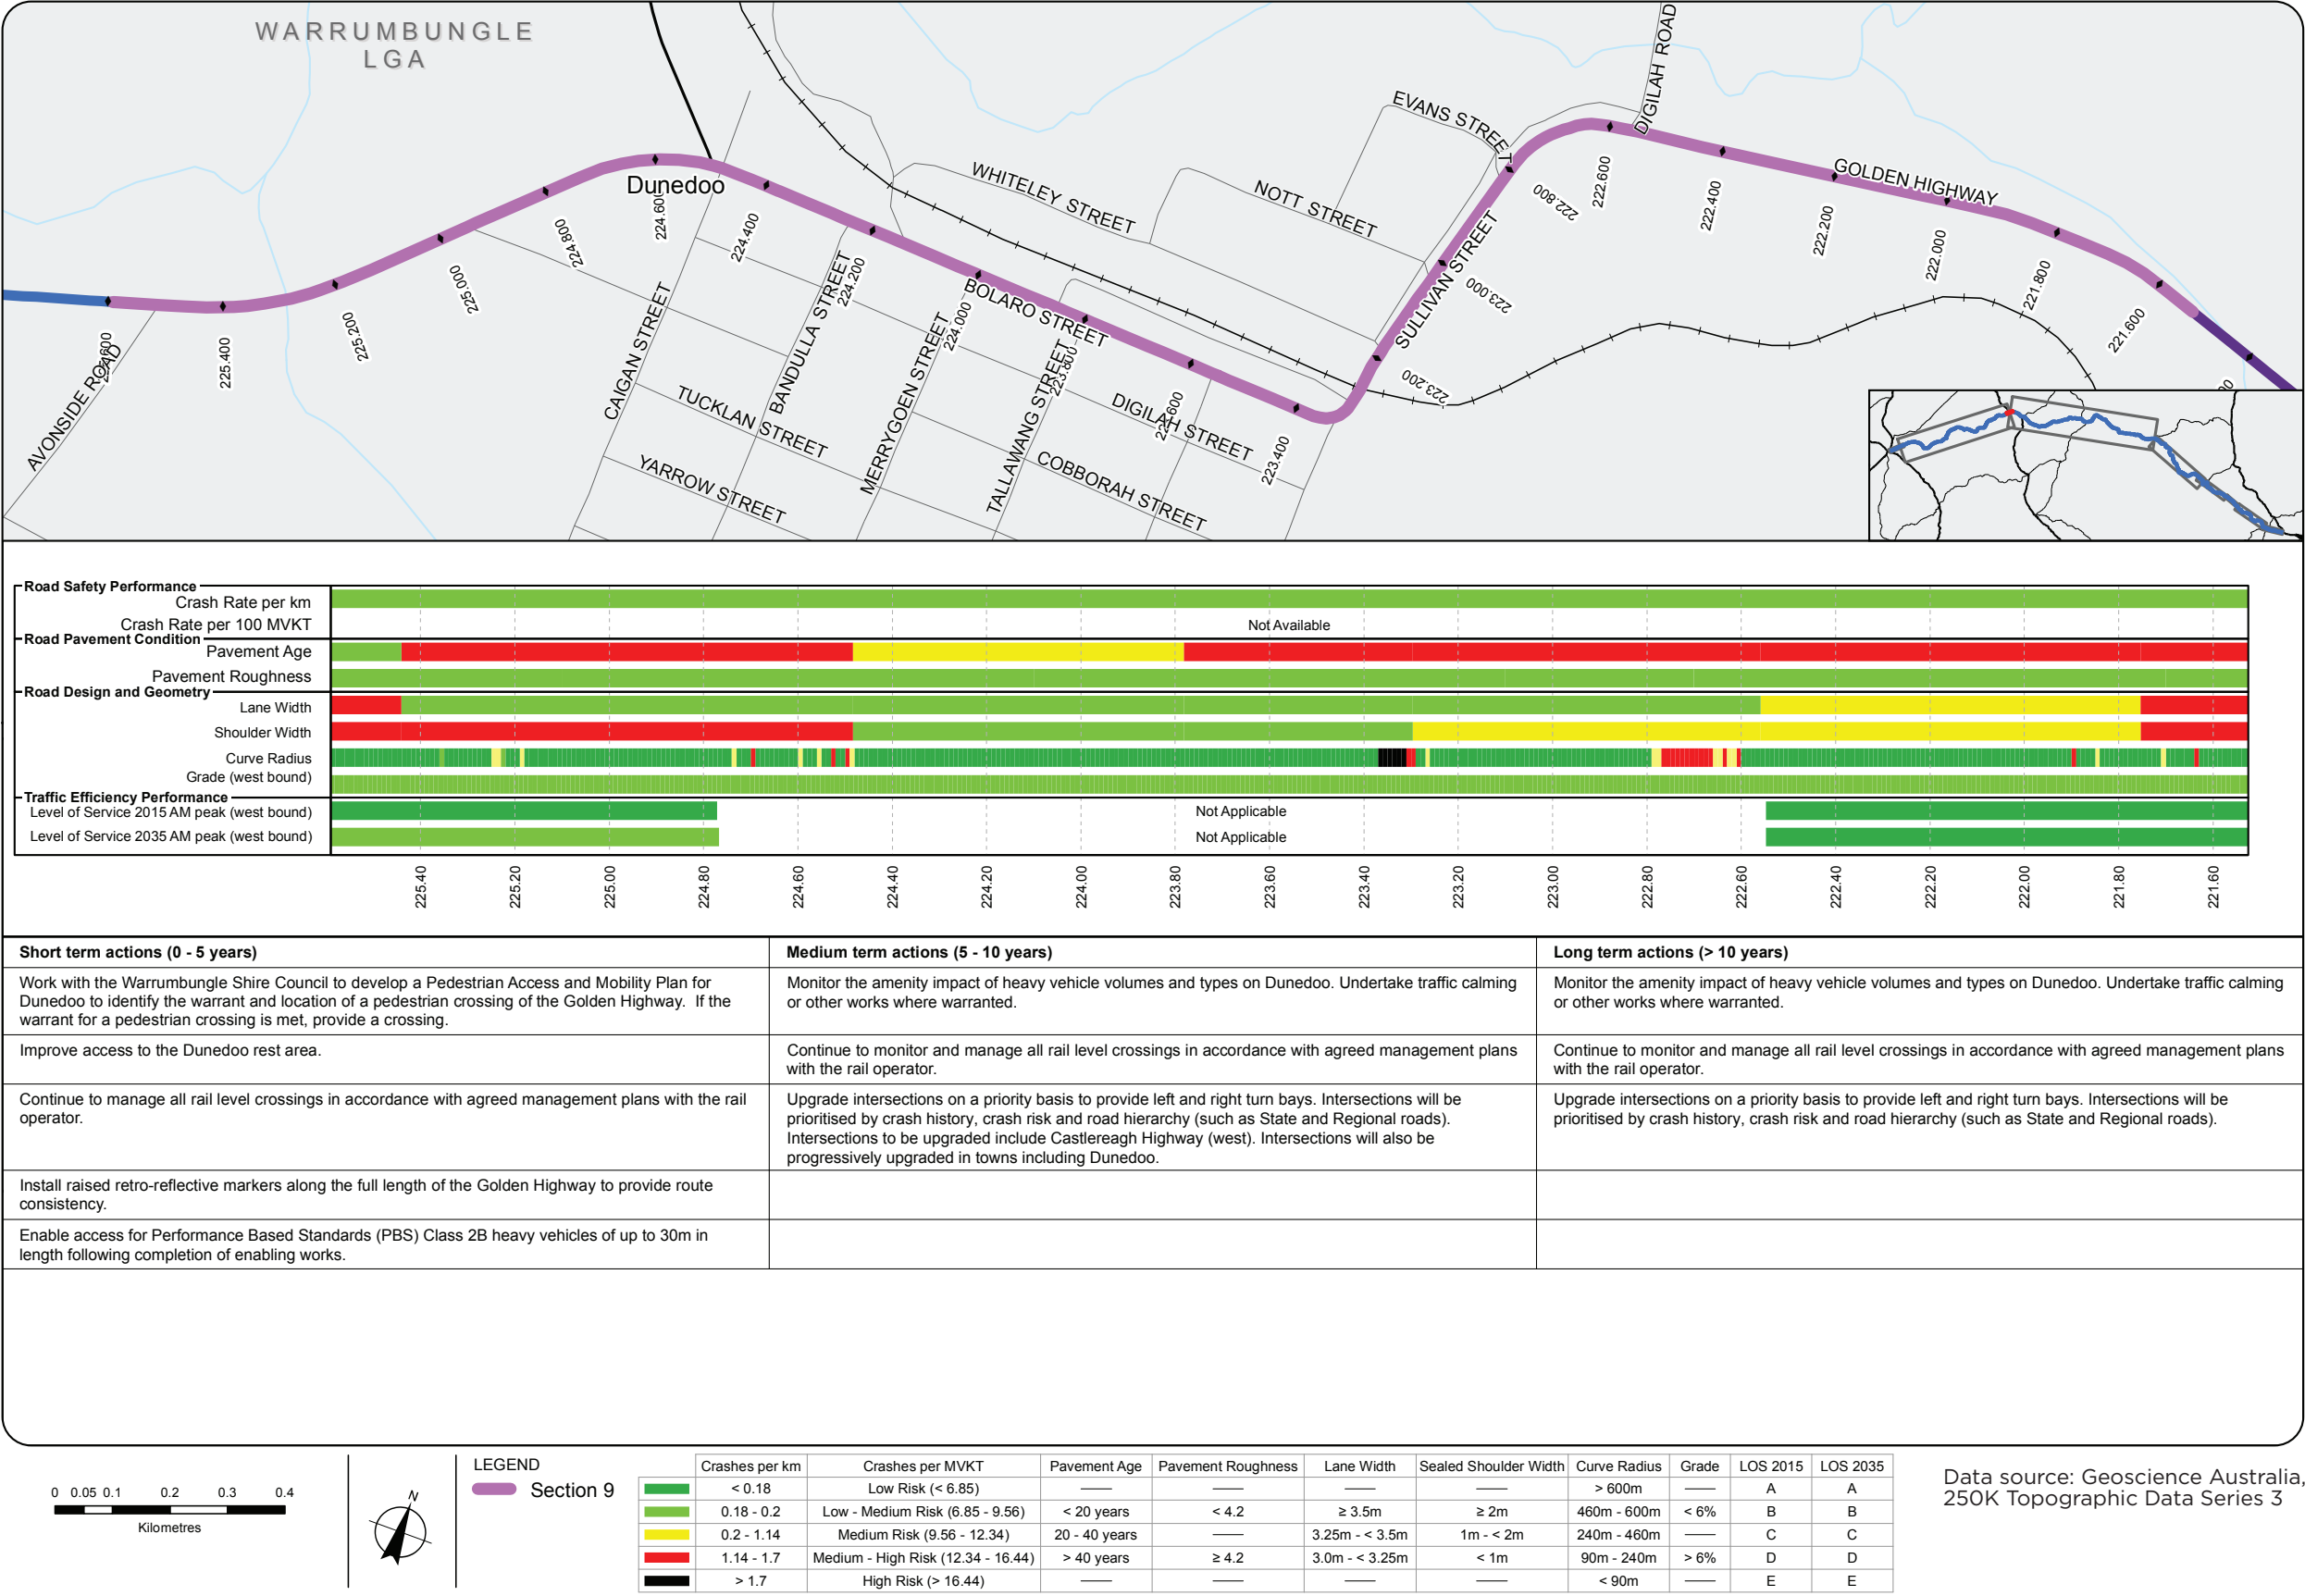 WARRUMBUNGLE
LGA
DIGILAH ROAD
EVANS STREET
WHITELEY STREET
NOTT STREET
GOLDEN HIGHWAY
Dunedoo
SULLIVAN STREET
BOLARO STREET
AVONSIDE ROAD
CAIGAN STREET
BANDULLA STREET
MERRYGOEN STREET
TALLAWANG STREET
TUCKLAN STREET
YARROW STREET
DIGILAH STREET
COBBORAH STREET
225.400
225.200
225.000
224.800
224.600
224.400
224.200
224.000
223.800
223.400
223.200
223.000
222.800
222.600
222.400
222.200
222.000
221.800
221.600
Road Safety Performance
Crash Rate per km
Crash Rate per 100 MVKT
Not Available
Road Pavement Condition
Pavement Age
Pavement Roughness
Road Design and Geometry
Lane Width
Shoulder Width
Curve Radius
Grade (west bound)
Traffic Efficiency Performance
Level of Service 2015 AM peak (west bound)
Not Applicable
Level of Service 2035 AM peak (west bound)
Not Applicable
225.40 225.20 225.00 224.80 224.60 224.40 224.20 224.00 223.80 223.60 223.40 223.20 223.00 222.80 222.60 222.40 222.20 222.00 221.80 221.60
Short term actions (0 - 5 years)
Work with the Warrumbungle Shire Council to develop a Pedestrian Access and Mobility Plan for
Dunedoo to identify the warrant and location of a pedestrian crossing of the Golden Highway. If the
warrant for a pedestrian crossing is met, provide a crossing.
Improve access to the Dunedoo rest area.
Continue to manage all rail level crossings in accordance with agreed management plans with the rail
operator.
Install raised retro-reflective markers along the full length of the Golden Highway to provide route
consistency.
Enable access for Performance Based Standards (PBS) Class 2B heavy vehicles of up to 30m in
length following completion of enabling works.
Medium term actions (5 - 10 years)
Monitor the amenity impact of heavy vehicle volumes and types on Dunedoo. Undertake traffic calming
or other works where warranted.
Continue to monitor and manage all rail level crossings in accordance with agreed management plans
with the rail operator.
Upgrade intersections on a priority basis to provide left and right turn bays. Intersections will be
prioritised by crash history, crash risk and road hierarchy (such as State and Regional roads).
Intersections to be upgraded include Castlereagh Highway (west). Intersections will also be
progressively upgraded in towns including Dunedoo.
Long term actions (> 10 years)
Monitor the amenity impact of heavy vehicle volumes and types on Dunedoo. Undertake traffic calming
or other works where warranted.
Continue to monitor and manage all rail level crossings in accordance with agreed management plans
with the rail operator.
Upgrade intersections on a priority basis to provide left and right turn bays. Intersections will be
prioritised by crash history, crash risk and road hierarchy (such as State and Regional roads).
0 0.05 0.1 0.2 0.3 0.4
Kilometres
N
LEGEND
Section 9
Crashes per km Crashes per MVKT Pavement Age Pavement Roughness Lane Width Sealed Shoulder Width Curve Radius Grade LOS 2015 LOS 2035
< 0.18 Low Risk (< 6.85) — — — — > 600m — A A
0.18 - 0.2 Low - Medium Risk (6.85 - 9.56) < 20 years < 4.2 ≥ 3.5m ≥ 2m 460m - 600m < 6% B B
0.2 - 1.14 Medium Risk (9.56 - 12.34) 20 - 40 years — 3.25m - < 3.5m 1m - < 2m 240m - 460m — C C
1.14 - 1.7 Medium - High Risk (12.34 - 16.44) > 40 years ≥ 4.2 3.0m - < 3.25m < 1m 90m - 240m > 6% D D
> 1.7 High Risk (> 16.44) — — — — < 90m — E E
Data source: Geoscience Australia,
250K Topographic Data Series 3